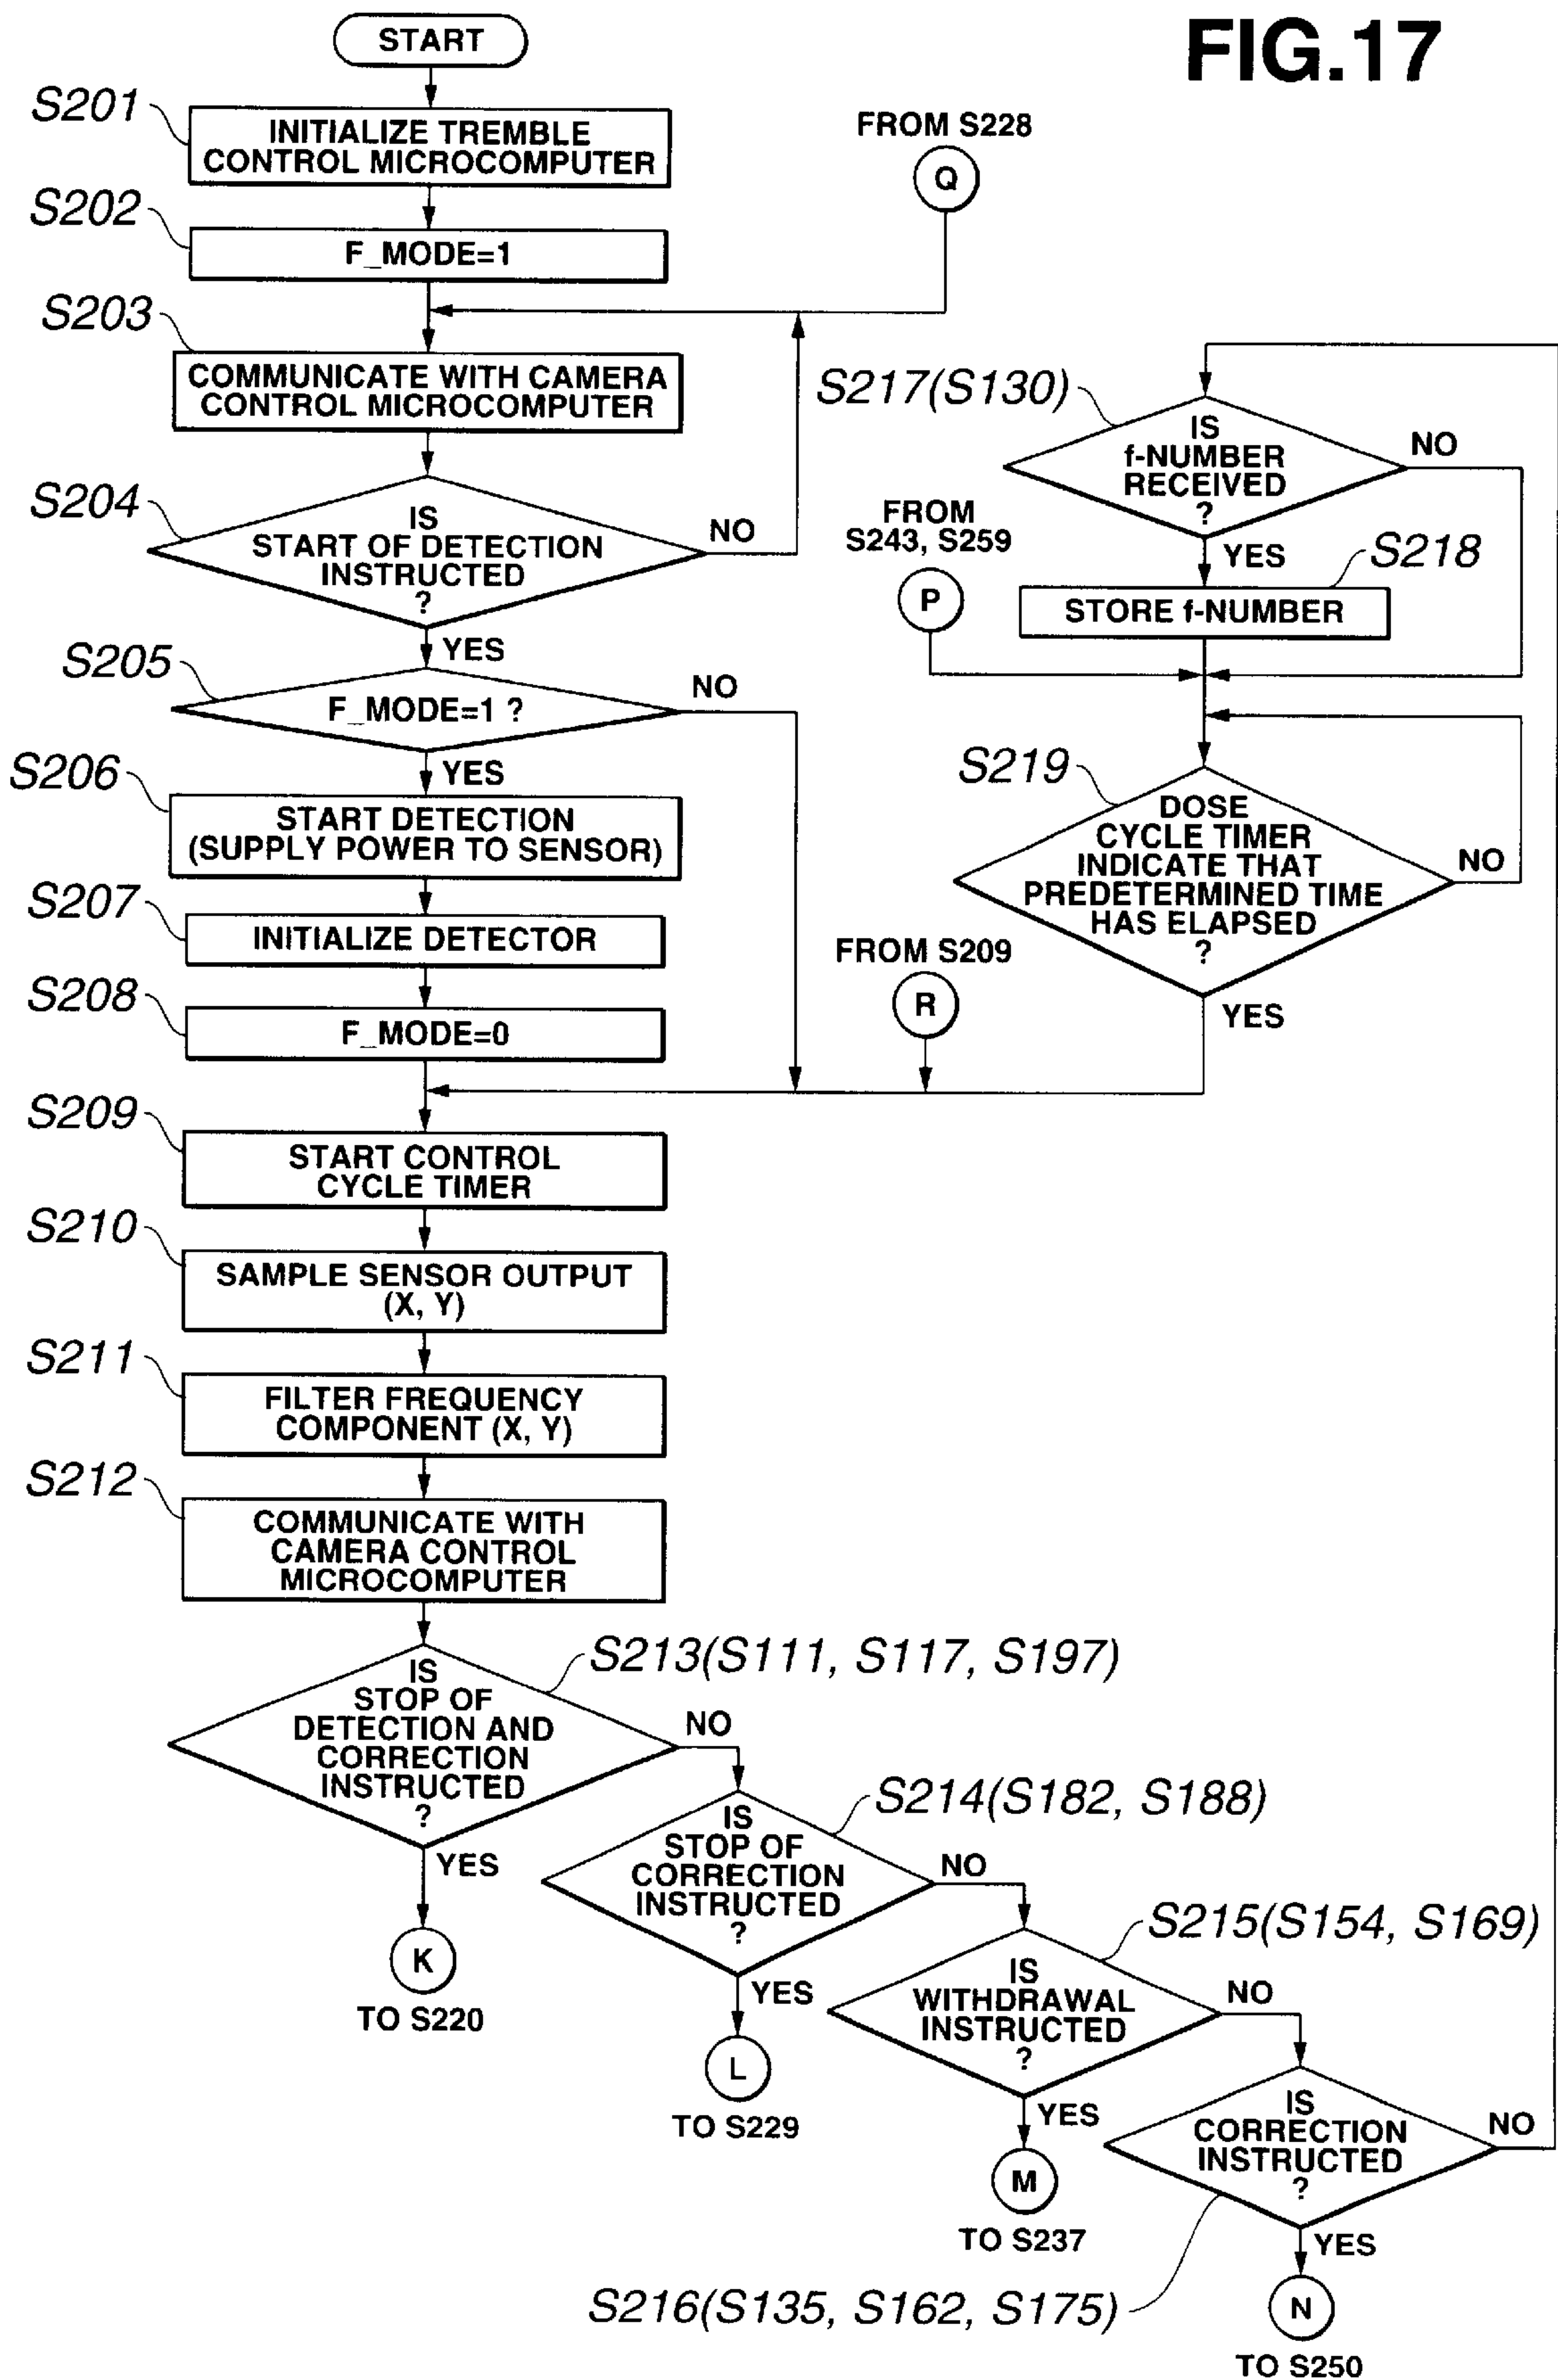 FIG.17
START
S201
INITIALIZE TREMBLE
CONTROL MICROCOMPUTER
S202
F_MODE=1
FROM S228
Q
S203
COMMUNICATE WITH CAMERA
CONTROL MICROCOMPUTER
S204
IS
START OF DETECTION
INSTRUCTED
?
NO
YES
S205
F_MODE=1 ?
NO
YES
S206
START DETECTION
(SUPPLY POWER TO SENSOR)
S207
INITIALIZE DETECTOR
S208
F_MODE=0
S209
START CONTROL
CYCLE TIMER
S210
SAMPLE SENSOR OUTPUT
(X, Y)
S211
FILTER FREQUENCY
COMPONENT (X, Y)
S212
COMMUNICATE WITH
CAMERA CONTROL
MICROCOMPUTER
S213(S111, S117, S197)
IS
STOP OF
DETECTION AND
CORRECTION
INSTRUCTED
?
NO
YES
K
TO S220
S214(S182, S188)
IS
STOP OF
CORRECTION
INSTRUCTED
?
NO
YES
L
TO S229
S215(S154, S169)
IS
WITHDRAWAL
INSTRUCTED
?
NO
YES
M
TO S237
IS
CORRECTION
INSTRUCTED
?
NO
YES
S216(S135, S162, S175)
N
TO S250
S217(S130)
IS
f-NUMBER
RECEIVED
?
NO
YES
S218
STORE f-NUMBER
FROM
S243, S259
P
S219
DOSE
CYCLE TIMER
INDICATE THAT
PREDETERMINED TIME
HAS ELAPSED
?
NO
YES
FROM S209
R